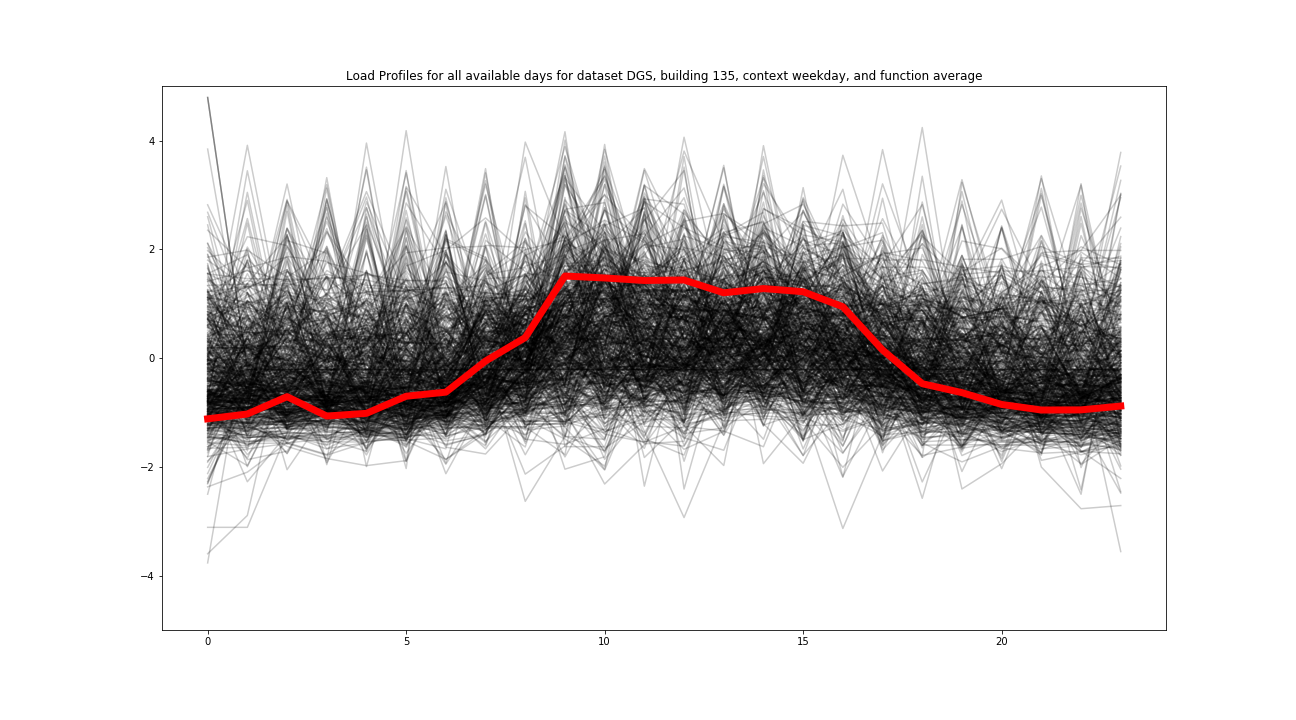 Load Profiles for all available days for dataset DGS, building 135, context weekday, and function average
4
2
0
−2
−4
0 5 10 15 20